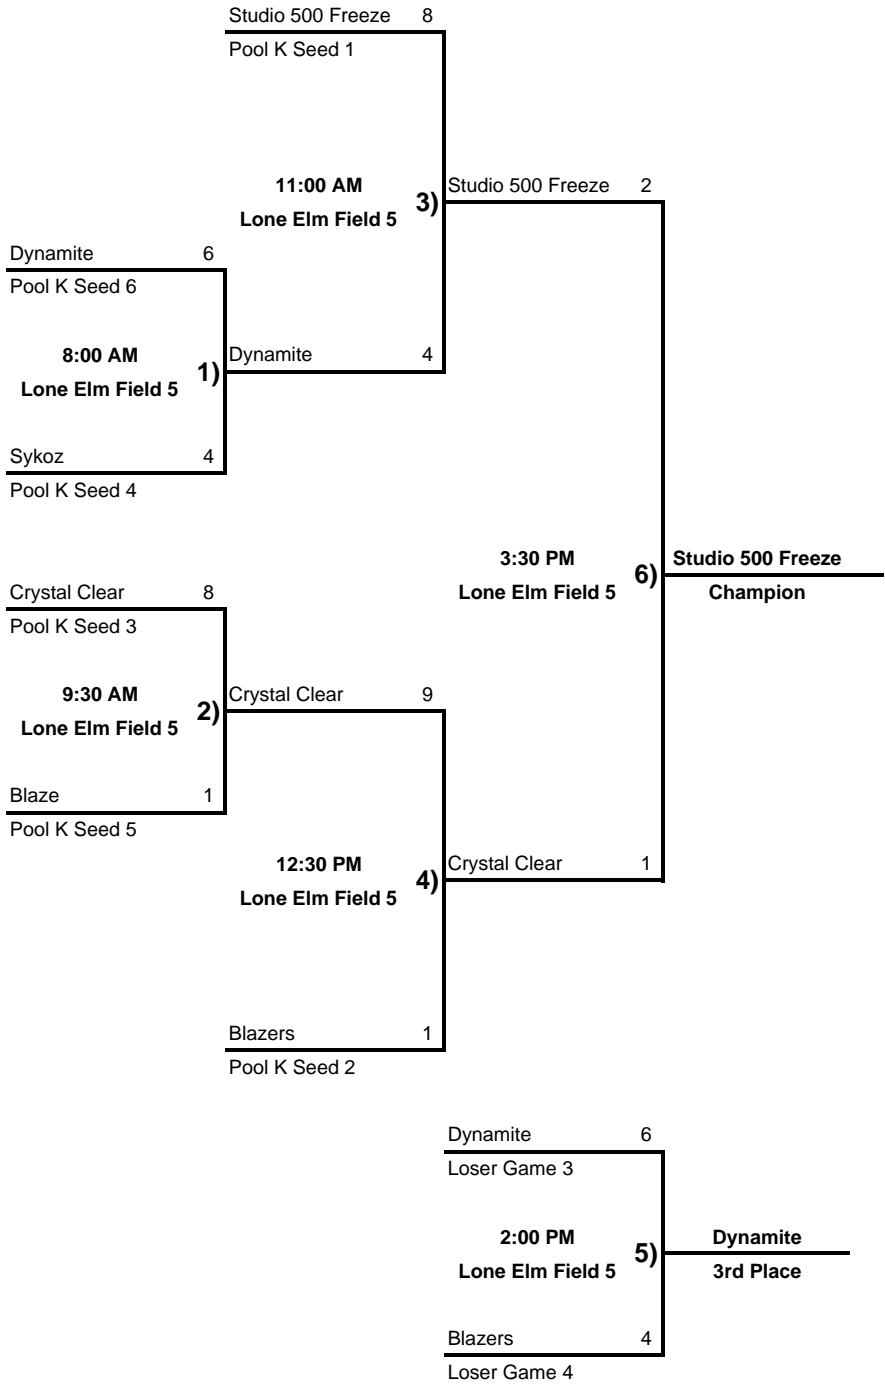 Studio 500 Freeze 8
Pool K Seed 1
11:00 AM
Lone Elm Field 5
3)
Studio 500 Freeze 2
Dynamite 6
Pool K Seed 6
8:00 AM
Lone Elm Field 5
1)
Dynamite 4
Sykoz 4
Pool K Seed 4
3:30 PM
Lone Elm Field 5
6)
Studio 500 Freeze
Champion
Crystal Clear 8
Pool K Seed 3
9:30 AM
Lone Elm Field 5
2)
Crystal Clear 9
Blaze 1
Pool K Seed 5
12:30 PM
Lone Elm Field 5
4)
Crystal Clear 1
Blazers 1
Pool K Seed 2
Dynamite 6
Loser Game 3
2:00 PM
Lone Elm Field 5
5)
Dynamite
3rd Place
Blazers 4
Loser Game 4